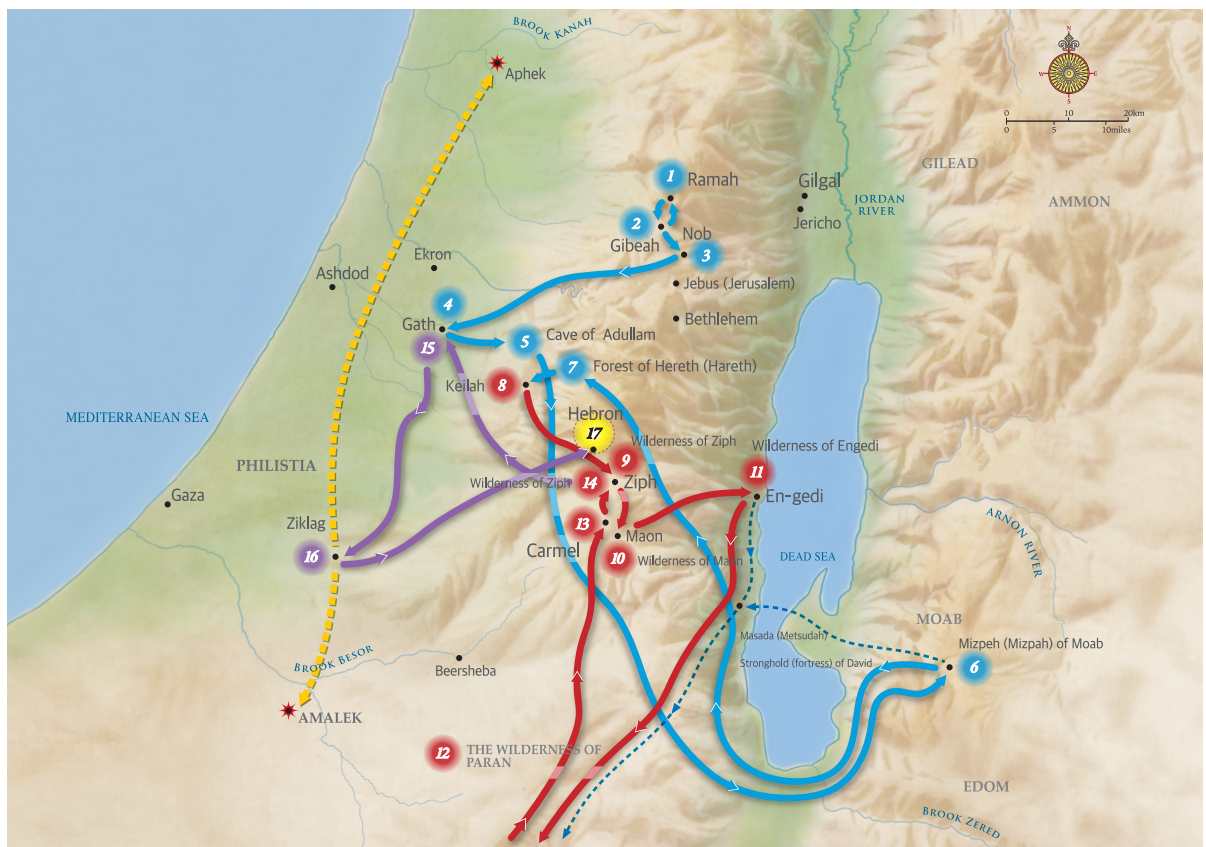 BROOK KANAH
Aphek
N
W
E
S
0 10 20km
0 5 10miles
GILEAD
1
Ramah
Gilgal
JORDAN
RIVER
AMMON
2
Nob
Jericho
Gibeah
3
Ekron
Ashdod
Jebus (Jerusalem)
4
Bethlehem
Gath
Cave of Adullam
15
5
7
Forest of Hereth (Hareth)
Keilah
8
Hebron
MEDITERRANEAN SEA
17
Wilderness of Ziph
Wilderness of Engedi
PHILISTIA
9
11
Wilderness of Ziph
14
Ziph
En-gedi
Gaza
ARNON RIVER
Ziklag
13
Maon
16
Carmel
10
Wilderness of Maon
DEAD SEA
MOAB
Masada (Metsudah)
Mizpeh (Mizpah) of Moab
BROOK BESOR
Stronghold (fortress) of David
6
Beersheba
AMALEK
12
THE WILDERNESS OF
PARAN
EDOM
BROOK ZERED